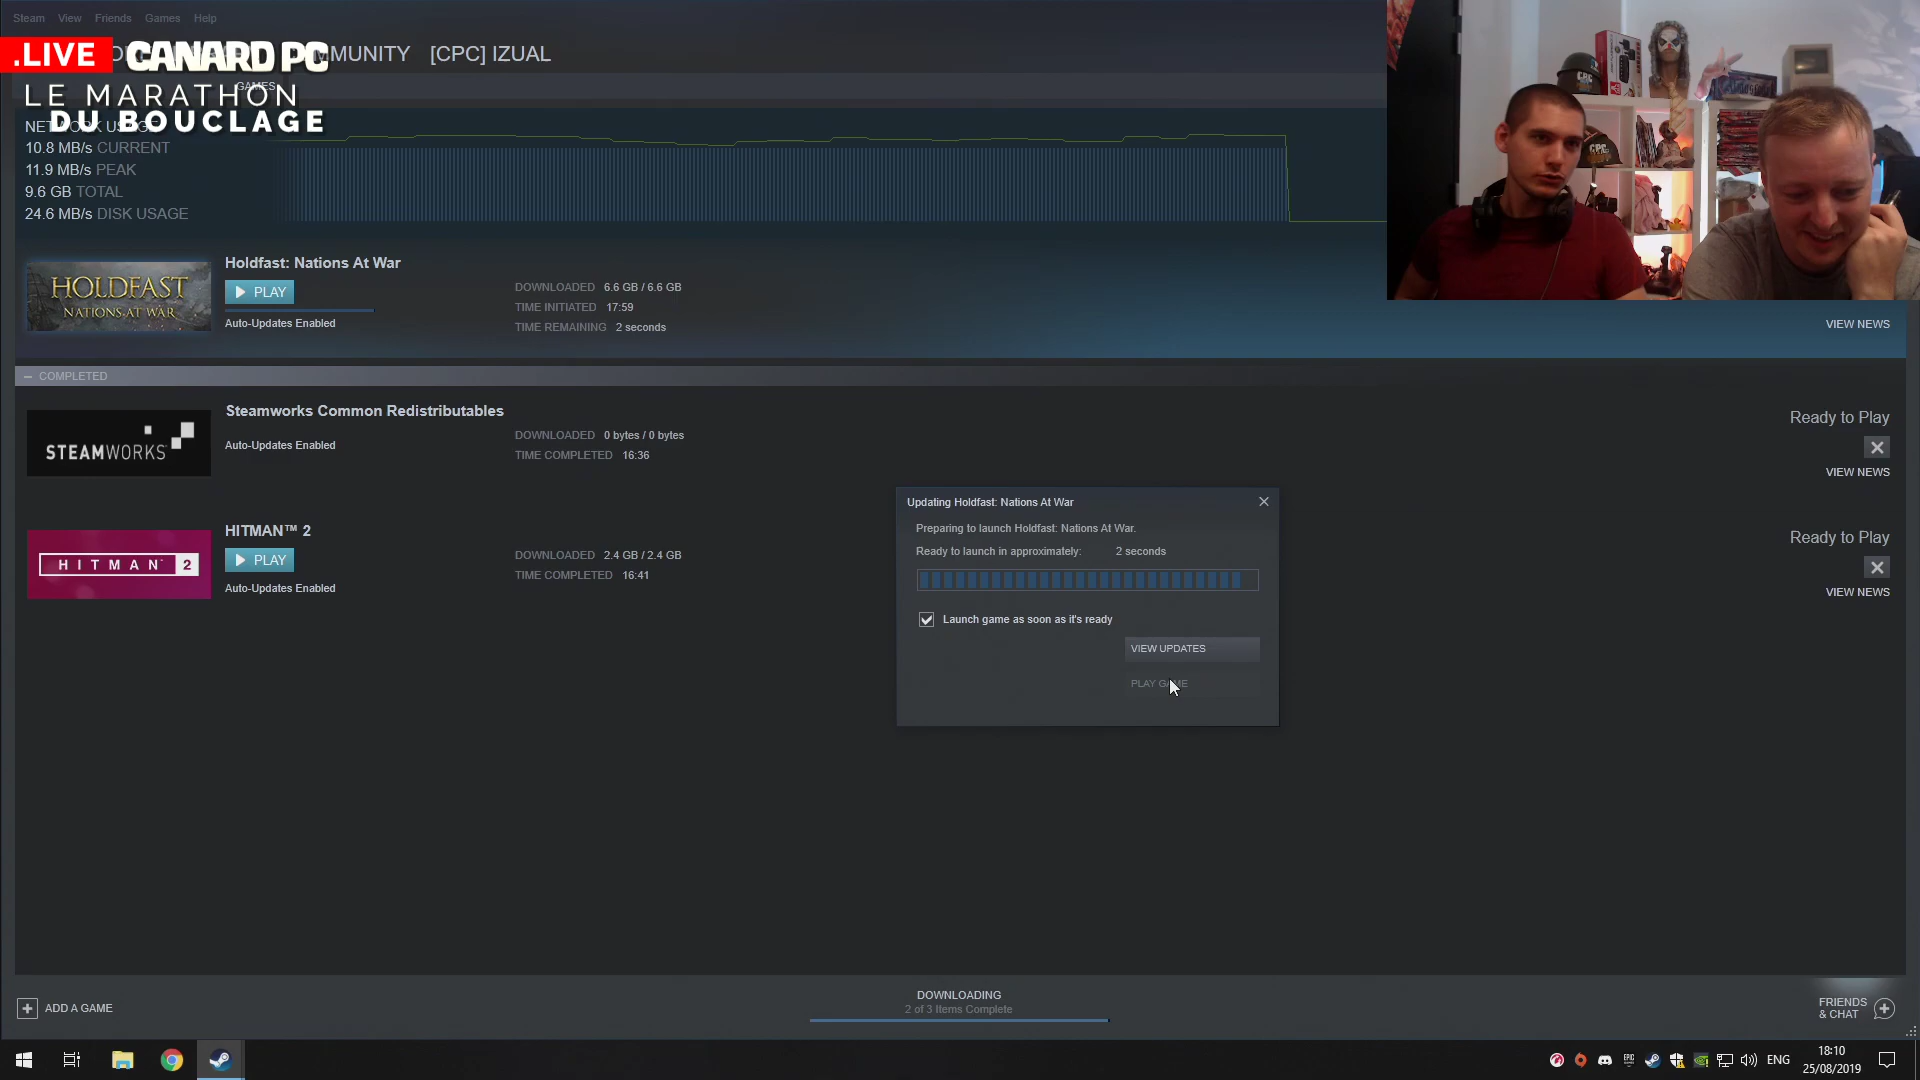 Steam View Friends Games Help
.LIVE CANARD PC
MMUNITY [CPC] IZUAL
GAMES
LE MARATHON
DU BOUCLAGE
10.8 MB/s CURRENT
11.9 MB/s PEAK
9.6 GB TOTAL
24.6 MB/s DISK USAGE
HOLDFAST
NATIONS AT WAR
Holdfast: Nations At War
PLAY
Auto-Updates Enabled
DOWNLOADED 6.6 GB / 6.6 GB
TIME INITIATED 17:59
TIME REMAINING 2 seconds
VIEW NEWS
COMPLETED
STEAMWORKS
Steamworks Common Redistributables
Auto-Updates Enabled
DOWNLOADED 0 bytes / 0 bytes
TIME COMPLETED 16:36
Ready to Play
VIEW NEWS
HITMAN 2
HITMAN™ 2
PLAY
Auto-Updates Enabled
DOWNLOADED 2.4 GB / 2.4 GB
TIME COMPLETED 16:41
Ready to Play
VIEW NEWS
Updating Holdfast: Nations At War
Preparing to launch Holdfast: Nations At War.
Ready to launch in approximately: 2 seconds
Launch game as soon as it's ready
VIEW UPDATES
PLAY GAME
ADD A GAME
DOWNLOADING
2 of 3 Items Complete
FRIENDS
& CHAT
ENG
18:10
25/08/2019